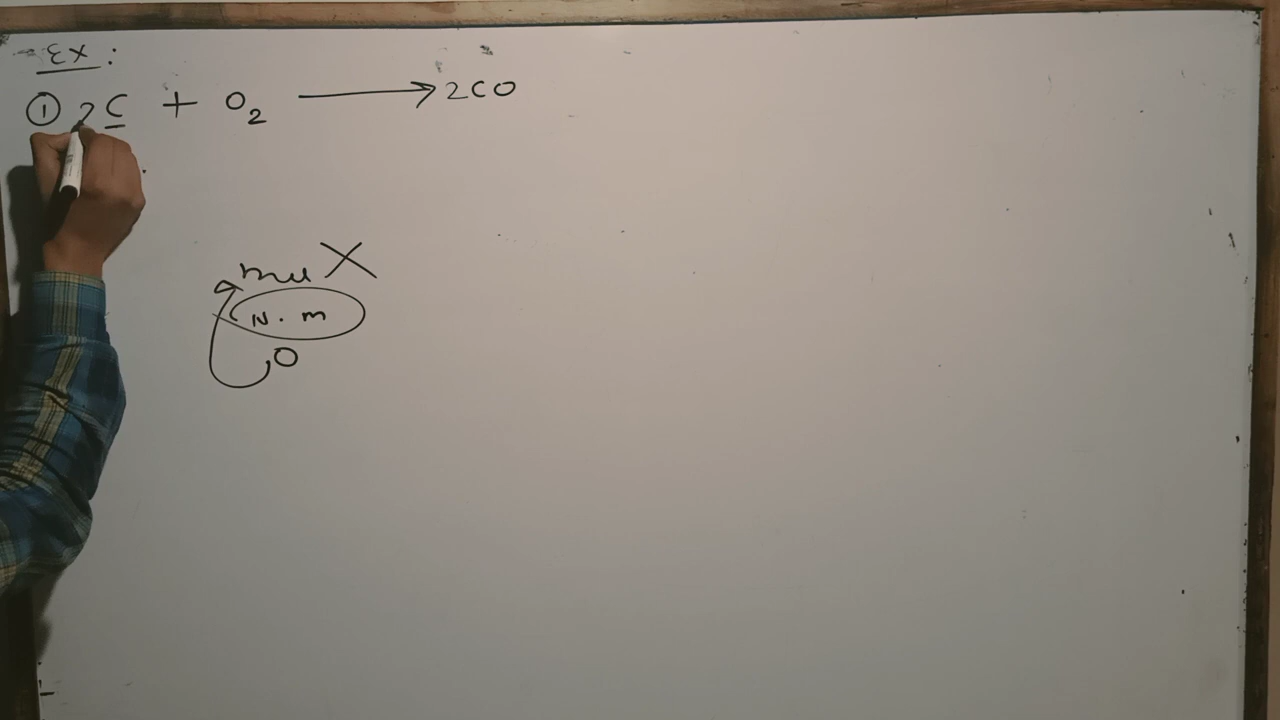 Ex :
① 2C + O₂ ⟶ 2CO
N. m
O